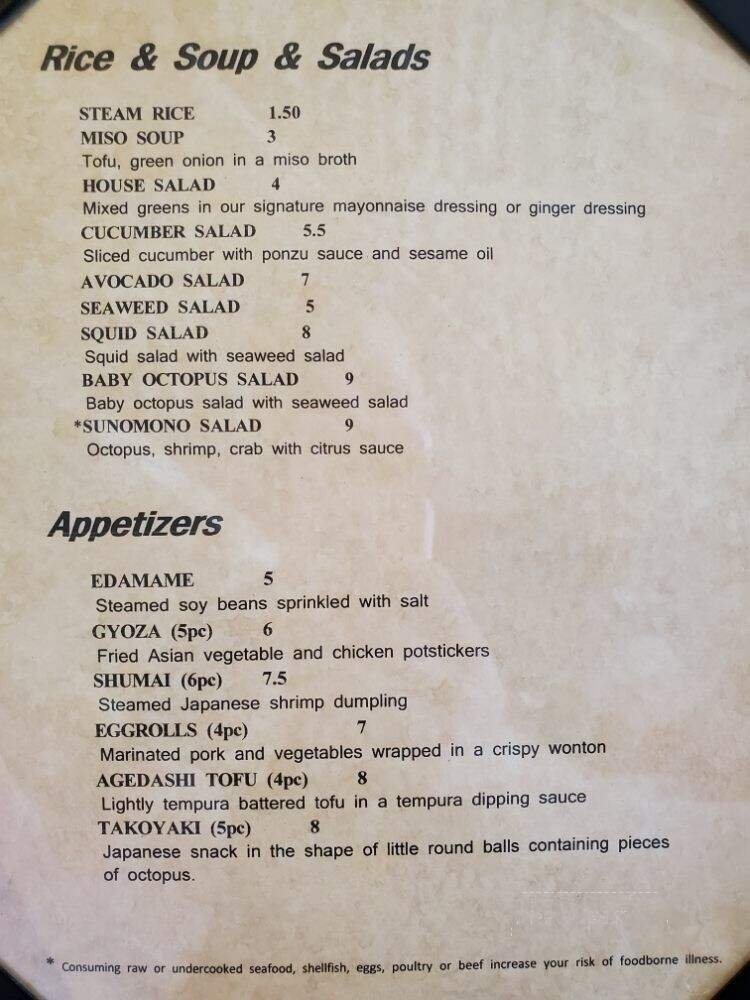 Rice & Soup & Salads
STEAM RICE 1.50
MISO SOUP 3
Tofu, green onion in a miso broth
HOUSE SALAD 4
Mixed greens in our signature mayonnaise dressing or ginger dressing
CUCUMBER SALAD 5.5
Sliced cucumber with ponzu sauce and sesame oil
AVOCADO SALAD 7
SEAWEED SALAD 5
SQUID SALAD 8
Squid salad with seaweed salad
BABY OCTOPUS SALAD 9
Baby octopus salad with seaweed salad
*SUNOMONO SALAD 9
Octopus, shrimp, crab with citrus sauce
Appetizers
EDAMAME 5
Steamed soy beans sprinkled with salt
GYOZA (5pc) 6
Fried Asian vegetable and chicken potstickers
SHUMAI (6pc) 7.5
Steamed Japanese shrimp dumpling
EGGROLLS (4pc) 7
Marinated pork and vegetables wrapped in a crispy wonton
AGEDASHI TOFU (4pc) 8
Lightly tempura battered tofu in a tempura dipping sauce
TAKOYAKI (5pc) 8
Japanese snack in the shape of little round balls containing pieces
of octopus.
* Consuming raw or undercooked seafood, shellfish, eggs, poultry or beef increase your risk of foodborne illness.